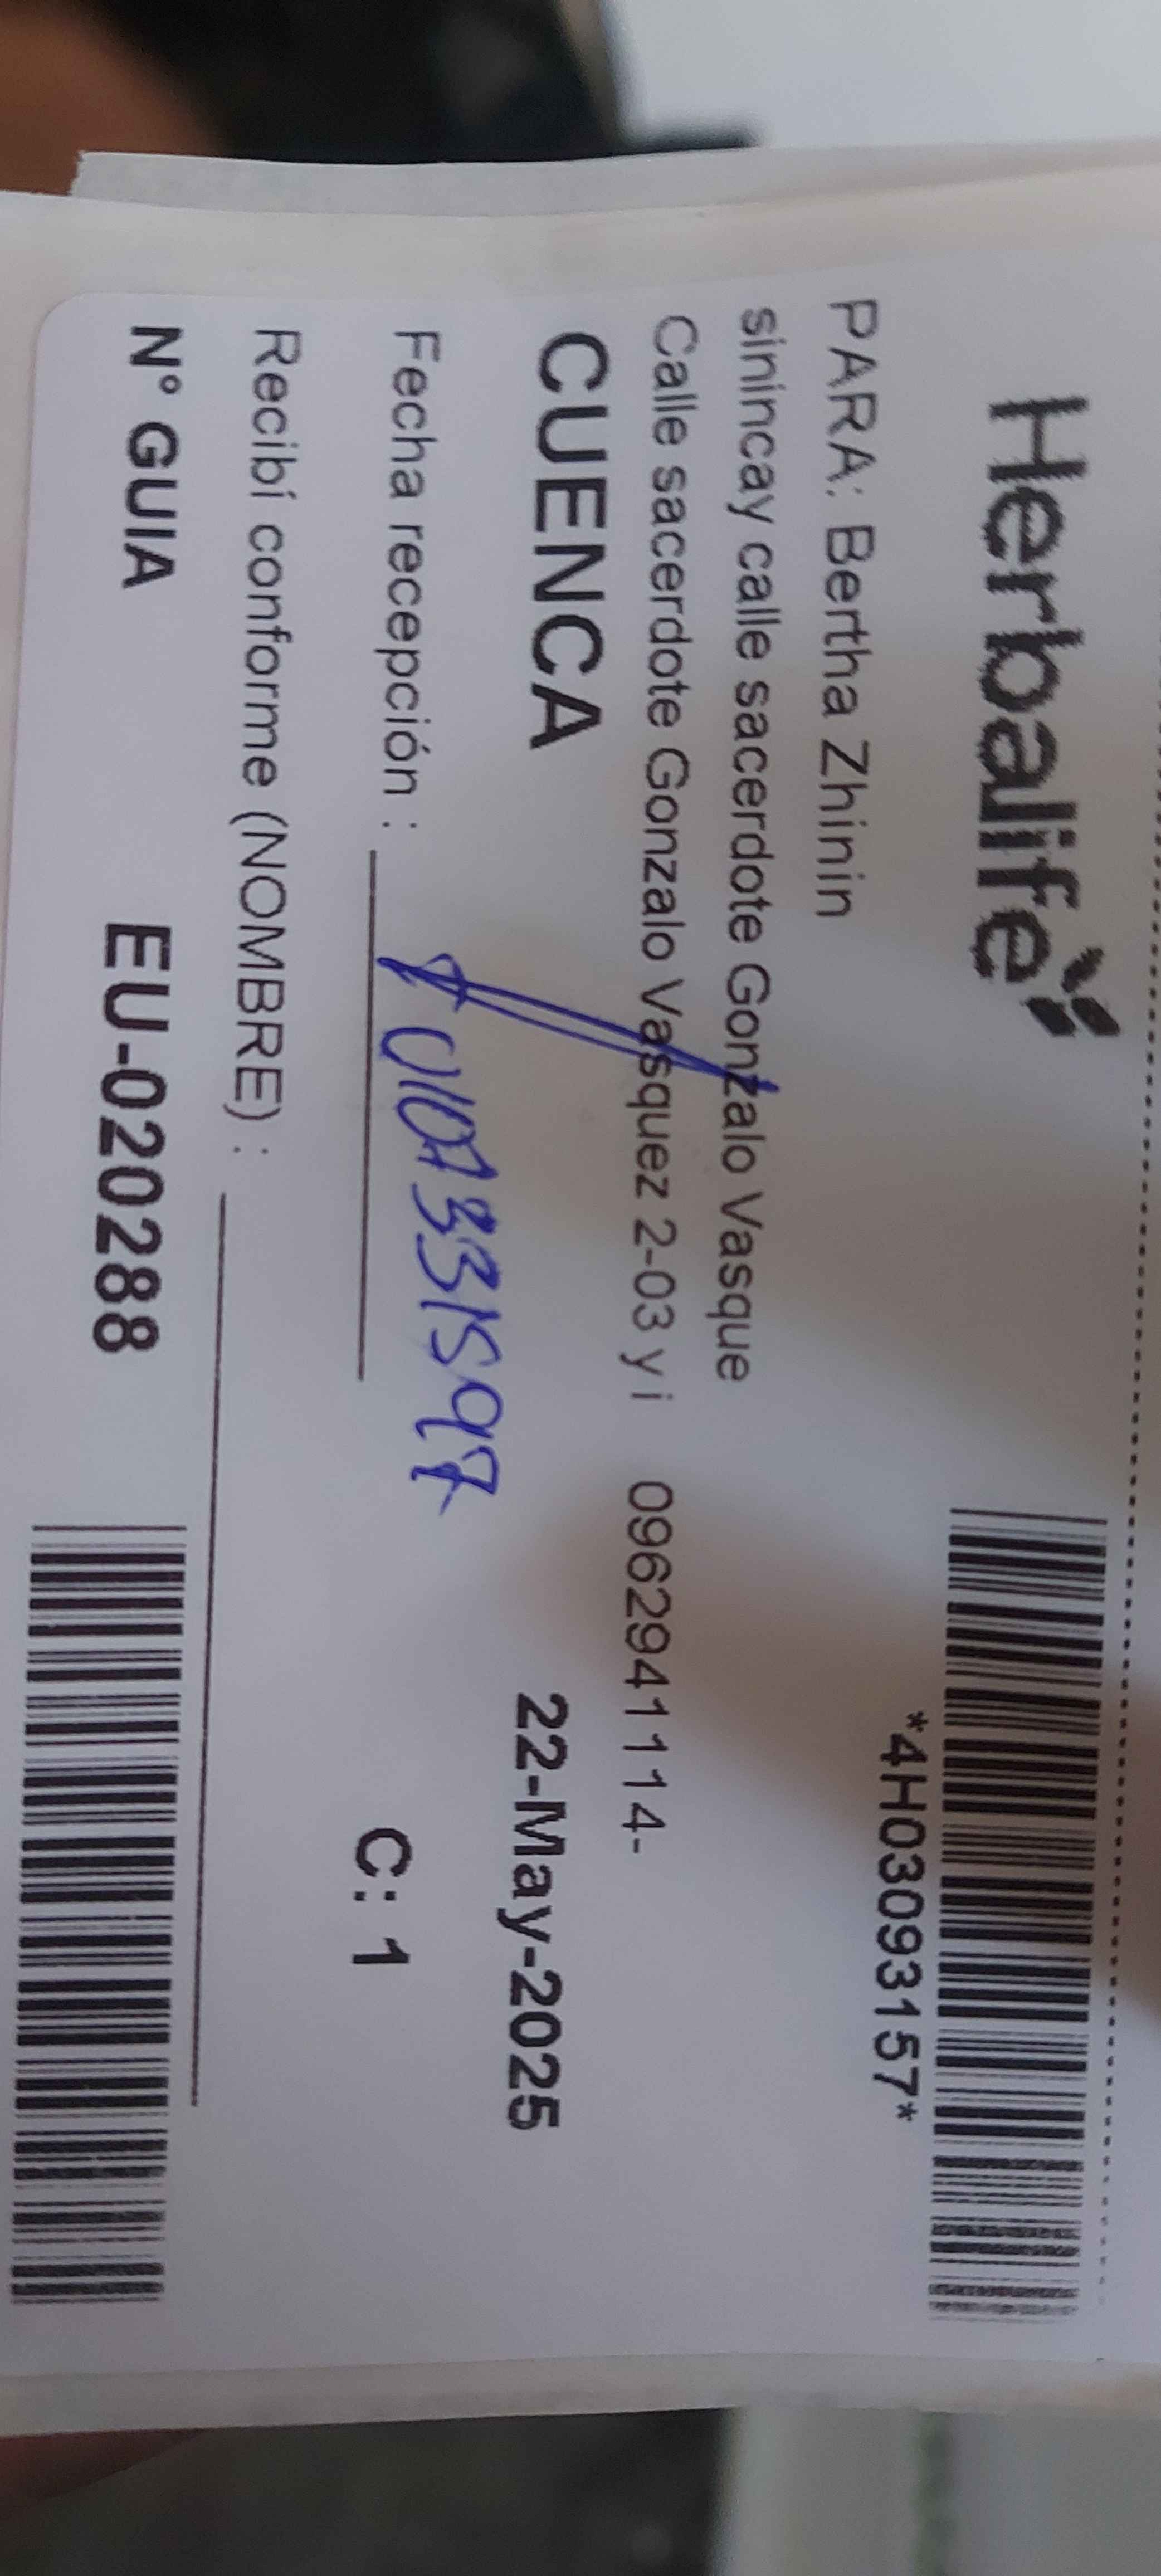 Herbalife
*4H03093157*
PARA: Bertha Zhinin
sinincay calle sacerdote Gonzalo Vasque
Calle sacerdote Gonzalo Vasquez 2-03 y i 0962941114-
CUENCA 22-May-2025
Fecha recepción : 0107331597
C: 1
Recibí conforme (NOMBRE) :
N° GUIA EU-020288